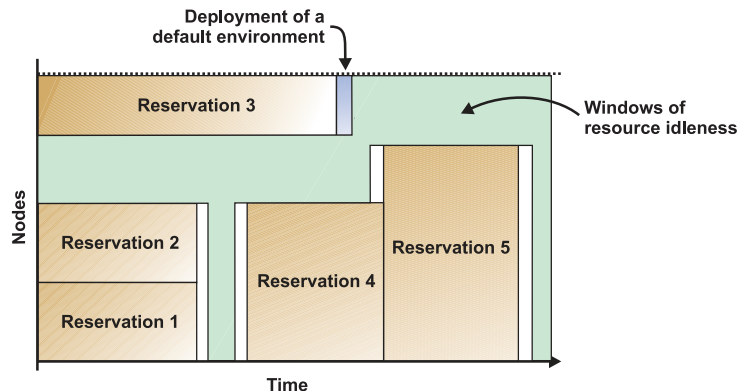 Deployment of a
default environment
Reservation 3
Windows of
resource idleness
Nodes
Reservation 2
Reservation 5
Reservation 4
Reservation 1
Time